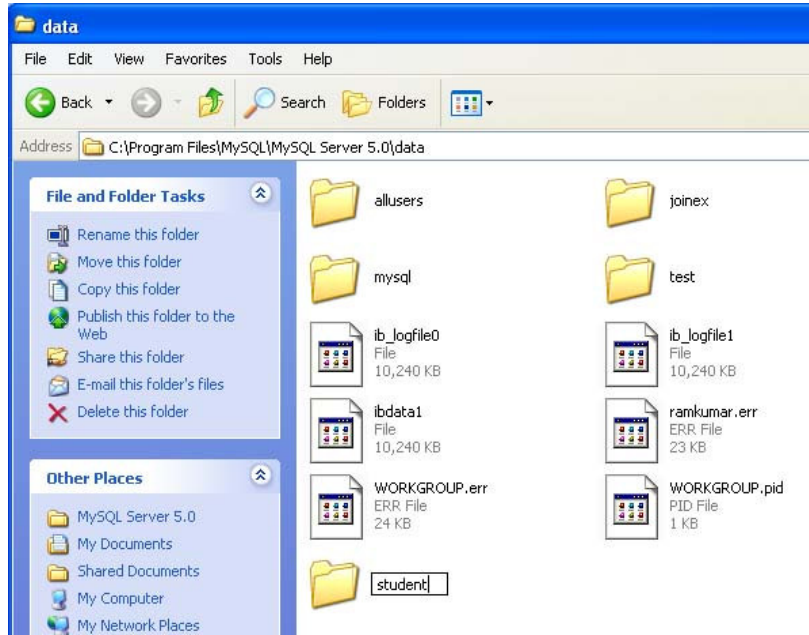 data
File Edit View Favorites Tools Help
Back Search Folders
Address C:\Program Files\MySQL\MySQL Server 5.0\data
File and Folder Tasks
Rename this folder
Move this folder
Copy this folder
Publish this folder to the
Web
Share this folder
E-mail this folder's files
Delete this folder
Other Places
MySQL Server 5.0
My Documents
Shared Documents
My Computer
My Network Places
allusers
joinex
mysql
test
ib_logfile0
File
10,240 KB
ib_logfile1
File
10,240 KB
ibdata1
File
10,240 KB
ramkumar.err
ERR File
23 KB
WORKGROUP.err
ERR File
24 KB
WORKGROUP.pid
PID File
1 KB
student